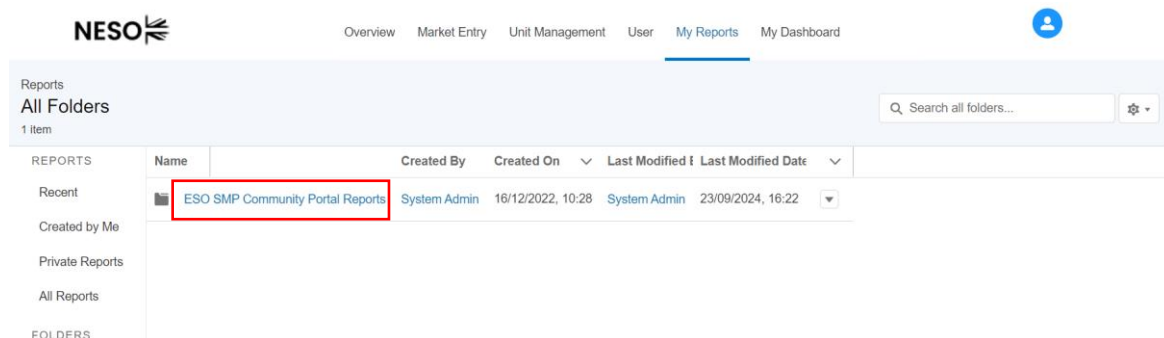 NESO
Overview Market Entry Unit Management User My Reports My Dashboard
Reports
All Folders
1 item
Search all folders...
REPORTS
Name Created By Created On Last Modified E Last Modified Date
Recent
ESO SMP Community Portal Reports System Admin 16/12/2022, 10:28 System Admin 23/09/2024, 16:22
Created by Me
Private Reports
All Reports
FOLDERS